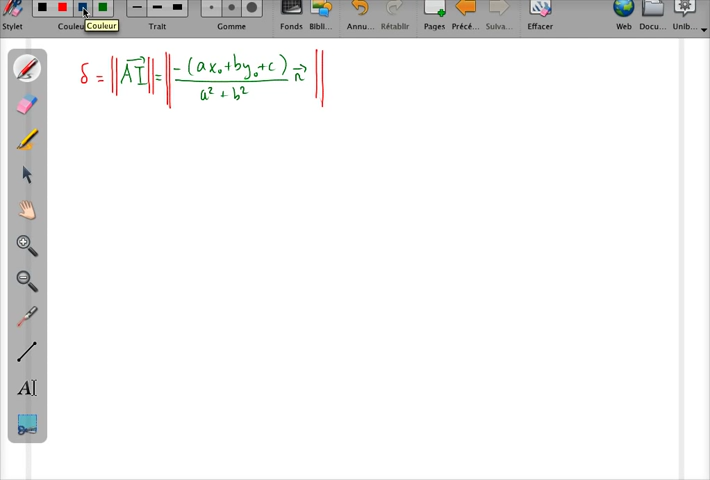 Stylet Couleur Trait Gomme Fonds Bibli... Annu... Rétablir Pages Précé... Suiva... Effacer Web Docu... Unib...
Couleur
δ = ||AI⃗|| = ||-(ax₀+by₀+c) / a²+b² n⃗||
A